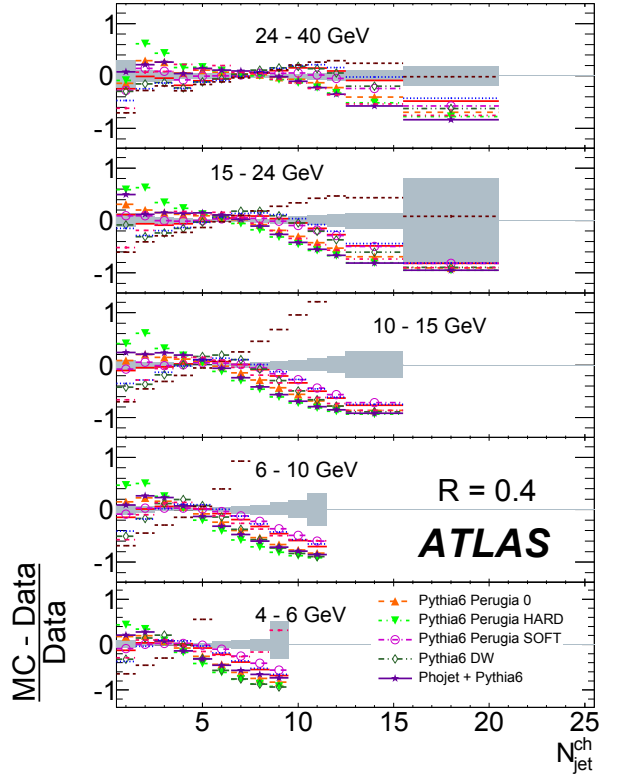 1
24 - 40 GeV
0
-1
1
15 - 24 GeV
0
-1
1
10 - 15 GeV
0
-1
1
6 - 10 GeV
0
R = 0.4
ATLAS
-1
1
4 - 6 GeV
Pythia6 Perugia 0
Pythia6 Perugia HARD
0
Pythia6 Perugia SOFT
Pythia6 DW
-1
Phojet + Pythia6
MC - Data
Data
5 10 15 20 25
N_jet^ch